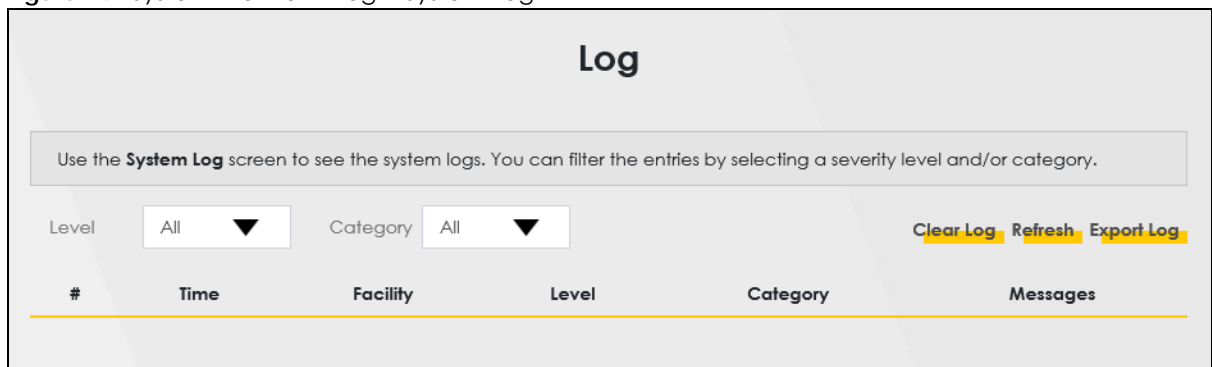 Log
Use the System Log screen to see the system logs. You can filter the entries by selecting a severity level and/or category.
Level All Category All Clear Log Refresh Export Log
# Time Facility Level Category Messages